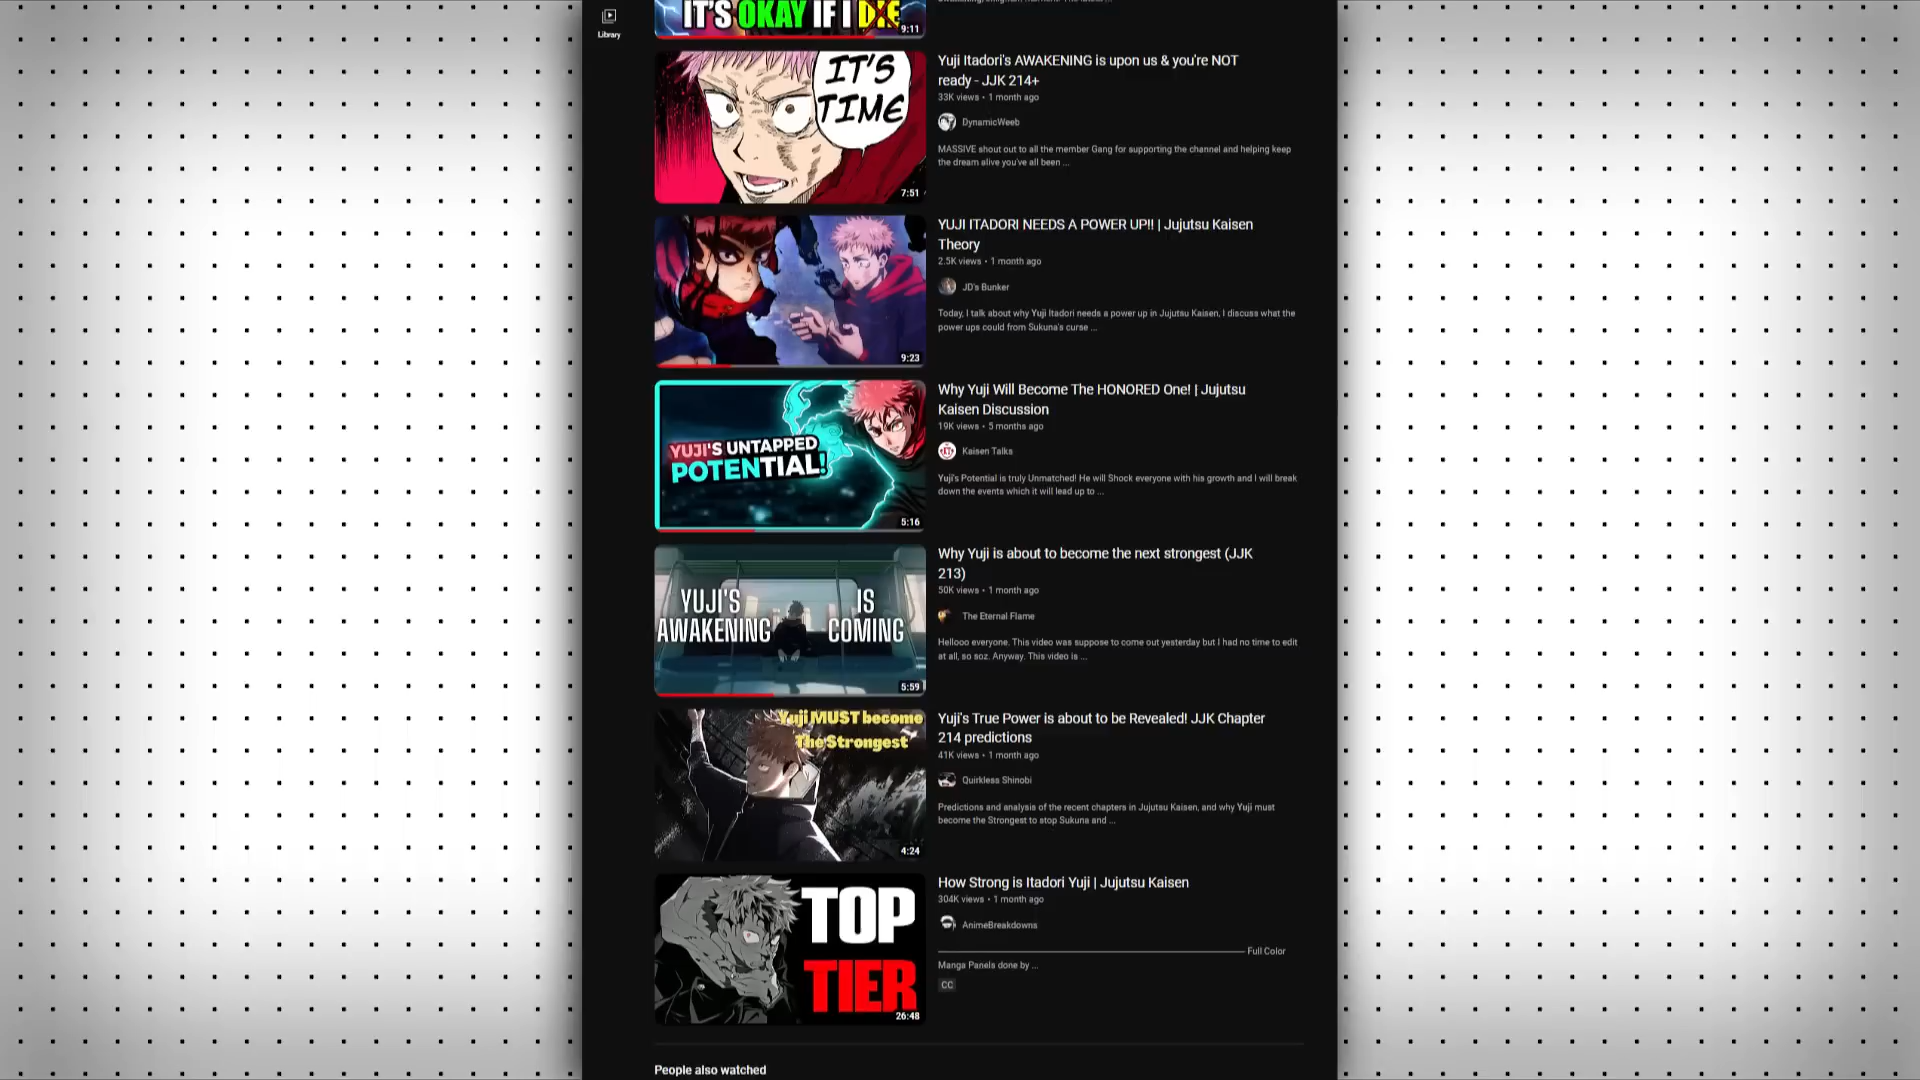 Library
IT'S OKAY IF I DIE
9:11
IT'S
TIME
7:51
Yuji Itadori's AWAKENING is upon us & you're NOT
ready - JJK 214+
33K views • 1 month ago
DynamicWeeb
MASSIVE shout out to all the member Gang for supporting the channel and helping keep
the dream alive you've all been ...
9:23
YUJI ITADORI NEEDS A POWER UP!! | Jujutsu Kaisen
Theory
2.5K views • 1 month ago
JD's Bunker
Today, I talk about why Yuji Itadori needs a power up in Jujutsu Kaisen, I discuss what the
power ups could from Sukuna's curse ...
YUJI'S UNTAPPED
POTENTIAL!
5:16
Why Yuji Will Become The HONORED One! | Jujutsu
Kaisen Discussion
19K views • 5 months ago
Kaisen Talks
Yuji's Potential is truly Unmatched! He will Shock everyone with his growth and I will break
down the events which it will lead up to ...
YUJI'S IS
AWAKENING COMING
5:59
Why Yuji is about to become the next strongest (JJK
213)
50K views • 1 month ago
The Eternal Flame
Hellooo everyone. This video was suppose to come out yesterday but I had no time to edit
at all, so soz. Anyway. This video is ...
Yuji MUST become
The Strongest
4:24
Yuji's True Power is about to be Revealed! JJK Chapter
214 predictions
41K views • 1 month ago
Quirkless Shinobi
Predictions and analysis of the recent chapters in Jujutsu Kaisen, and why Yuji must
become the Strongest to stop Sukuna and ...
TOP
TIER
26:48
How Strong is Itadori Yuji | Jujutsu Kaisen
304K views • 1 month ago
AnimeBreakdowns
Full Color
Manga Panels done by ...
CC
People also watched